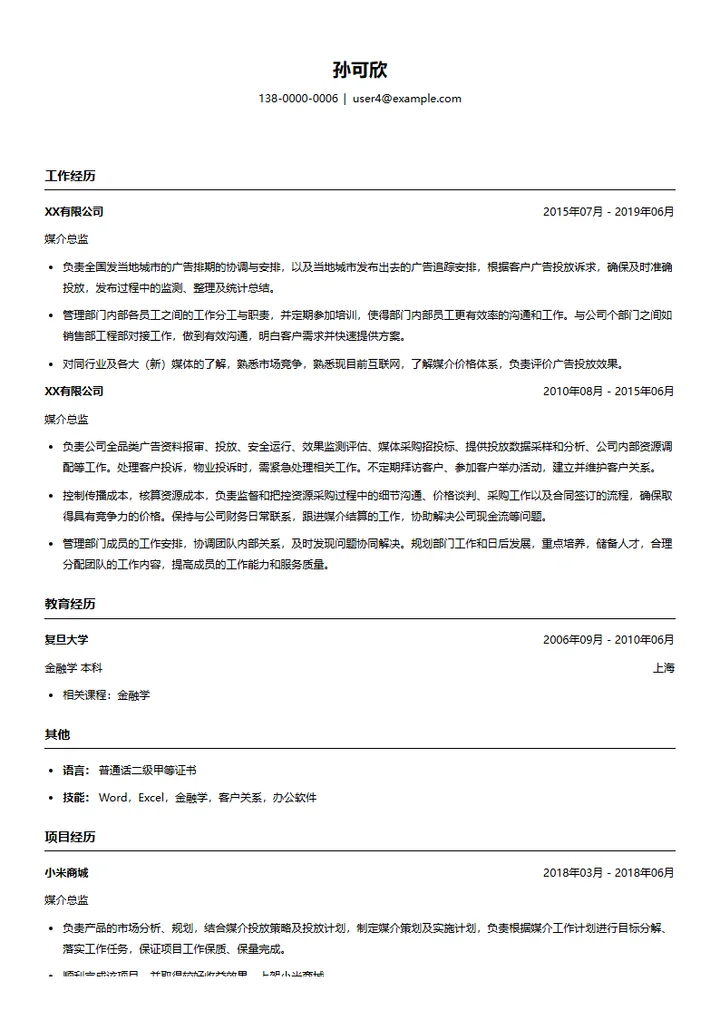 孙可欣
138-0000-0006 | user4@example.com
工作经历
XX有限公司 2015年07月 - 2019年06月
媒介总监
• 负责全国发当地城市的广告排期的协调与安排，以及当地城市发布出去的广告追踪安排，根据客户广告投放诉求，确保及时准确
投放，发布过程中的监测、整理及统计总结。
• 管理部门内部各员工之间的工作分工与职责，并定期参加培训，使得部门内部员工更有效率的沟通和工作。与公司个部门之间如
销售部工程部对接工作，做到有效沟通，明白客户需求并快速提供方案。
• 对同行业及各大（新）媒体的了解，熟悉市场竞争，熟悉现目前互联网，了解媒介价格体系，负责评价广告投放效果。
XX有限公司 2010年08月 - 2015年06月
媒介总监
• 负责公司全品类广告资料报审、投放、安全运行、效果监测评估、媒体采购招投标、提供投放数据采样和分析、公司内部资源调
配等工作。处理客户投诉，物业投诉时，需紧急处理相关工作。不定期拜访客户、参加客户举办活动，建立并维护客户关系。
• 控制传播成本，核算资源成本，负责监督和把控资源采购过程中的细节沟通、价格谈判、采购工作以及合同签订的流程，确保取
得具有竞争力的价格。保持与公司财务日常联系，跟进媒介结算的工作，协助解决公司现金流等问题。
• 管理部门成员的工作安排，协调团队内部关系，及时发现问题协同解决。规划部门工作和日后发展，重点培养，储备人才，合理
分配团队的工作内容，提高成员的工作能力和服务质量。
教育经历
复旦大学 2006年09月 - 2010年06月
金融学 本科 上海
• 相关课程：金融学
其他
• 语言： 普通话二级甲等证书
• 技能： Word，Excel，金融学，客户关系，办公软件
项目经历
小米商城 2018年03月 - 2018年06月
媒介总监
• 负责产品的市场分析、规划，结合媒介投放策略及投放计划，制定媒介策划及实施计划，负责根据媒介工作计划进行目标分解、
落实工作任务，保证项目工作保质、保量完成。
• 顺利完成该项目，并取得较好收益效果，上架小米商城